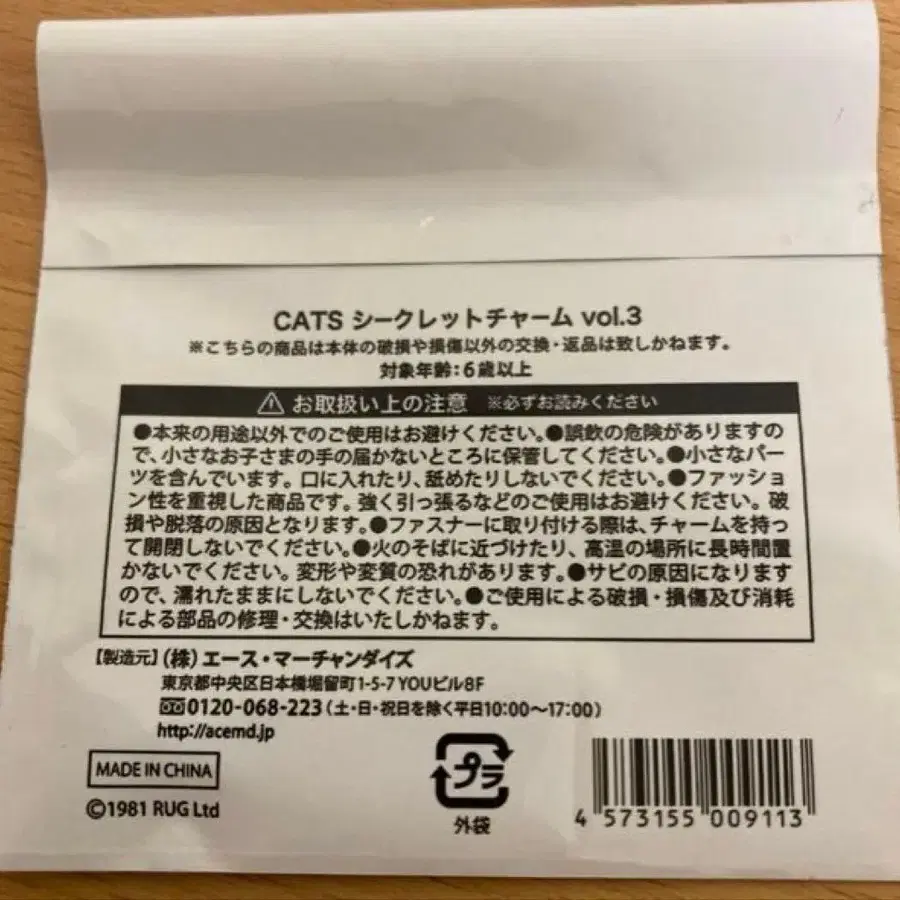 CATS シークレットチャーム vol.3
※こちらの商品は本体の破損や損傷以外の交換・返品は致しかねます。
対象年齢：6歳以上
⚠ お取扱い上の注意 ※必ずお読みください
●本来の用途以外でのご使用はお避けください。●誤飲の危険がありますの
で、小さなお子さまの手の届かないところに保管してください。●小さなパー
ツを含んでいます。口に入れたり、舐めたりしないでください。●ファッショ
ン性を重視した商品です。強く引っ張るなどのご使用はお避けください。破
損や脱落の原因となります。●ファスナーに取り付ける際は、チャームを持っ
て開閉しないでください。●火のそばに近づけたり、高温の場所に長時間置
かないでください。変形や変質の恐れがあります。●サビの原因になります
ので、濡れたままにしないでください。●ご使用による破損・損傷及び消耗
による部品の修理・交換はいたしかねます。
【製造元】（株）エース・マーチャンダイズ
東京都中央区日本橋堀留町1-5-7 YOUビル8F
0120-068-223（土・日・祝日を除く平日10:00〜17:00）
http://acemd.jp
MADE IN CHINA
©1981 RUG Ltd
プラ
外袋
4 573155 009113